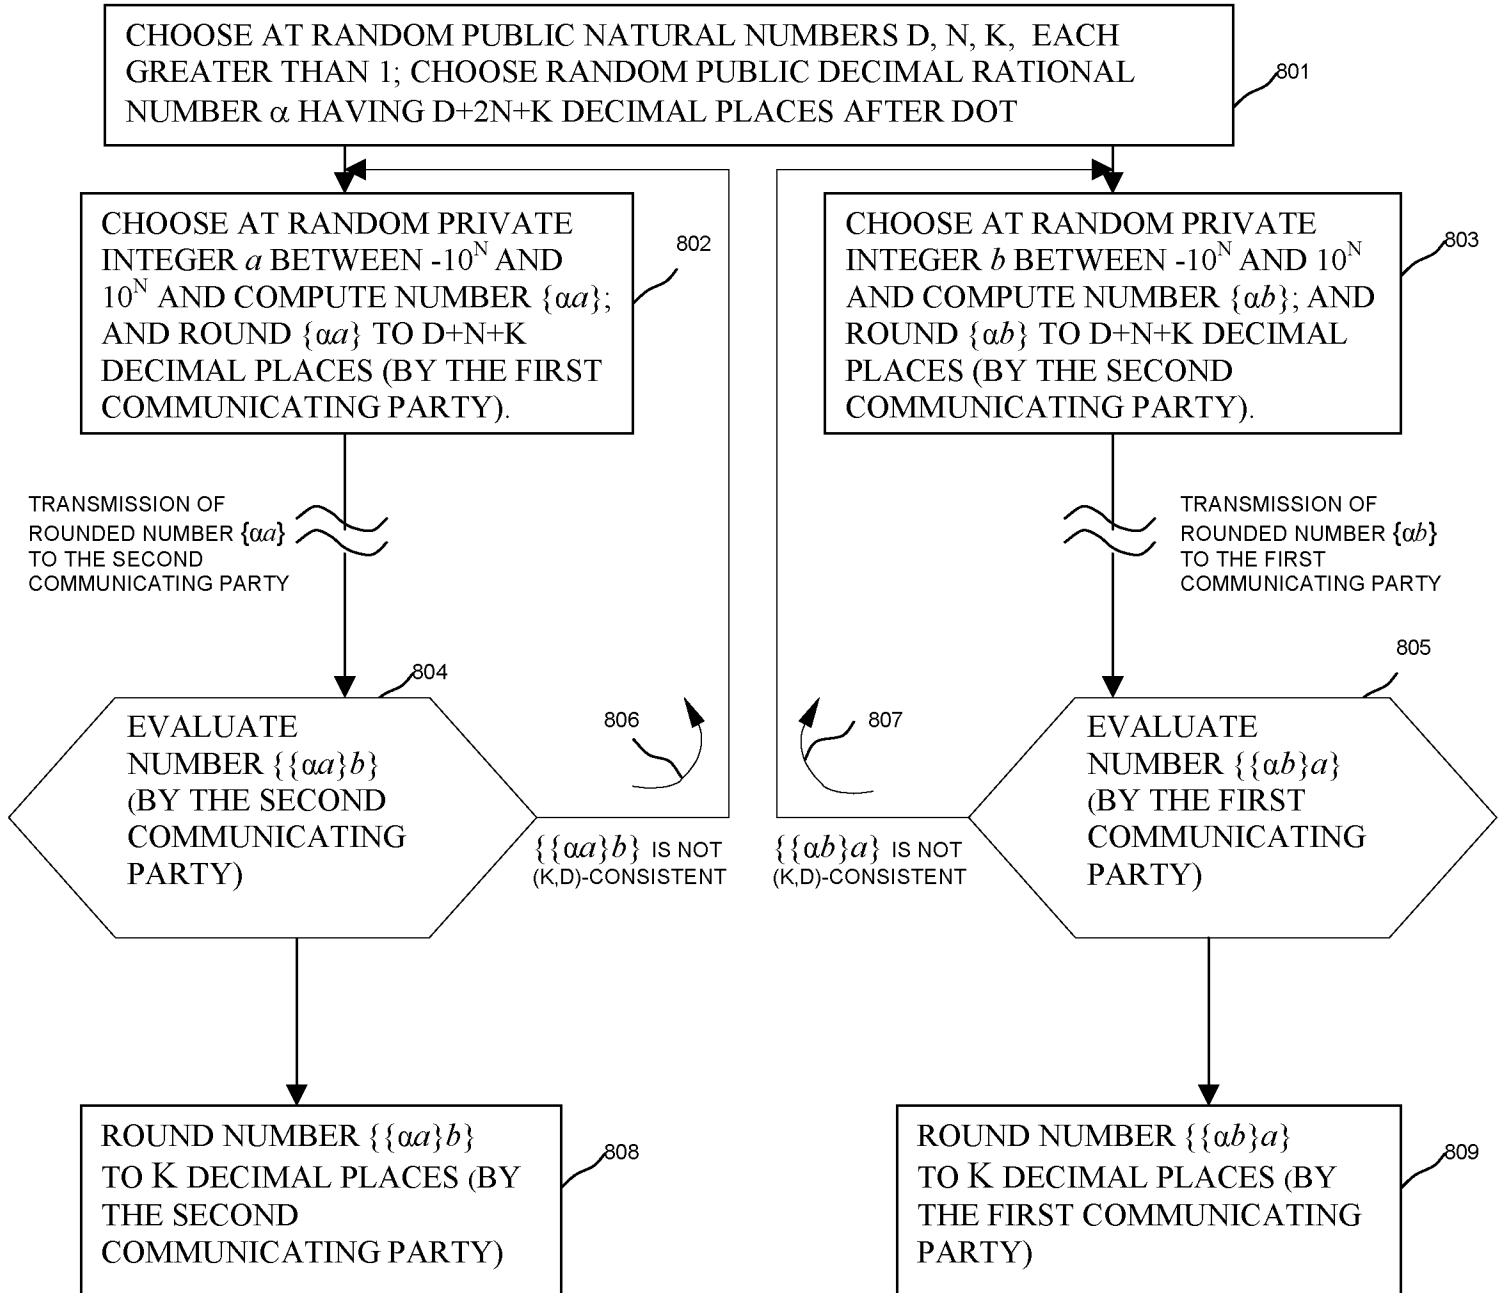 CHOOSE AT RANDOM PUBLIC NATURAL NUMBERS D, N, K, EACH
GREATER THAN 1; CHOOSE RANDOM PUBLIC DECIMAL RATIONAL
NUMBER α HAVING D+2N+K DECIMAL PLACES AFTER DOT
801
CHOOSE AT RANDOM PRIVATE
INTEGER a BETWEEN -10^N AND
10^N AND COMPUTE NUMBER {αa};
AND ROUND {αa} TO D+N+K
DECIMAL PLACES (BY THE FIRST
COMMUNICATING PARTY).
802
CHOOSE AT RANDOM PRIVATE
INTEGER b BETWEEN -10^N AND 10^N
AND COMPUTE NUMBER {αb}; AND
ROUND {αb} TO D+N+K DECIMAL
PLACES (BY THE SECOND
COMMUNICATING PARTY).
803
TRANSMISSION OF
ROUNDED NUMBER {αa}
TO THE SECOND
COMMUNICATING PARTY
TRANSMISSION OF
ROUNDED NUMBER {αb}
TO THE FIRST
COMMUNICATING PARTY
804
EVALUATE
NUMBER {{αa}b}
(BY THE SECOND
COMMUNICATING
PARTY)
806
{{αa}b} IS NOT
(K,D)-CONSISTENT
807
{{αb}a} IS NOT
(K,D)-CONSISTENT
805
EVALUATE
NUMBER {{αb}a}
(BY THE FIRST
COMMUNICATING
PARTY)
ROUND NUMBER {{αa}b}
TO K DECIMAL PLACES (BY
THE SECOND
COMMUNICATING PARTY)
808
ROUND NUMBER {{αb}a}
TO K DECIMAL PLACES (BY
THE FIRST COMMUNICATING
PARTY)
809